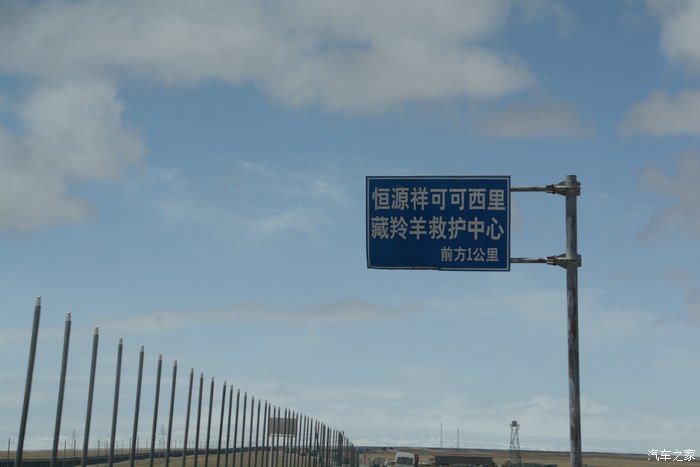 恒源祥可可西里
藏羚羊救护中心
前方1公里
汽车之家